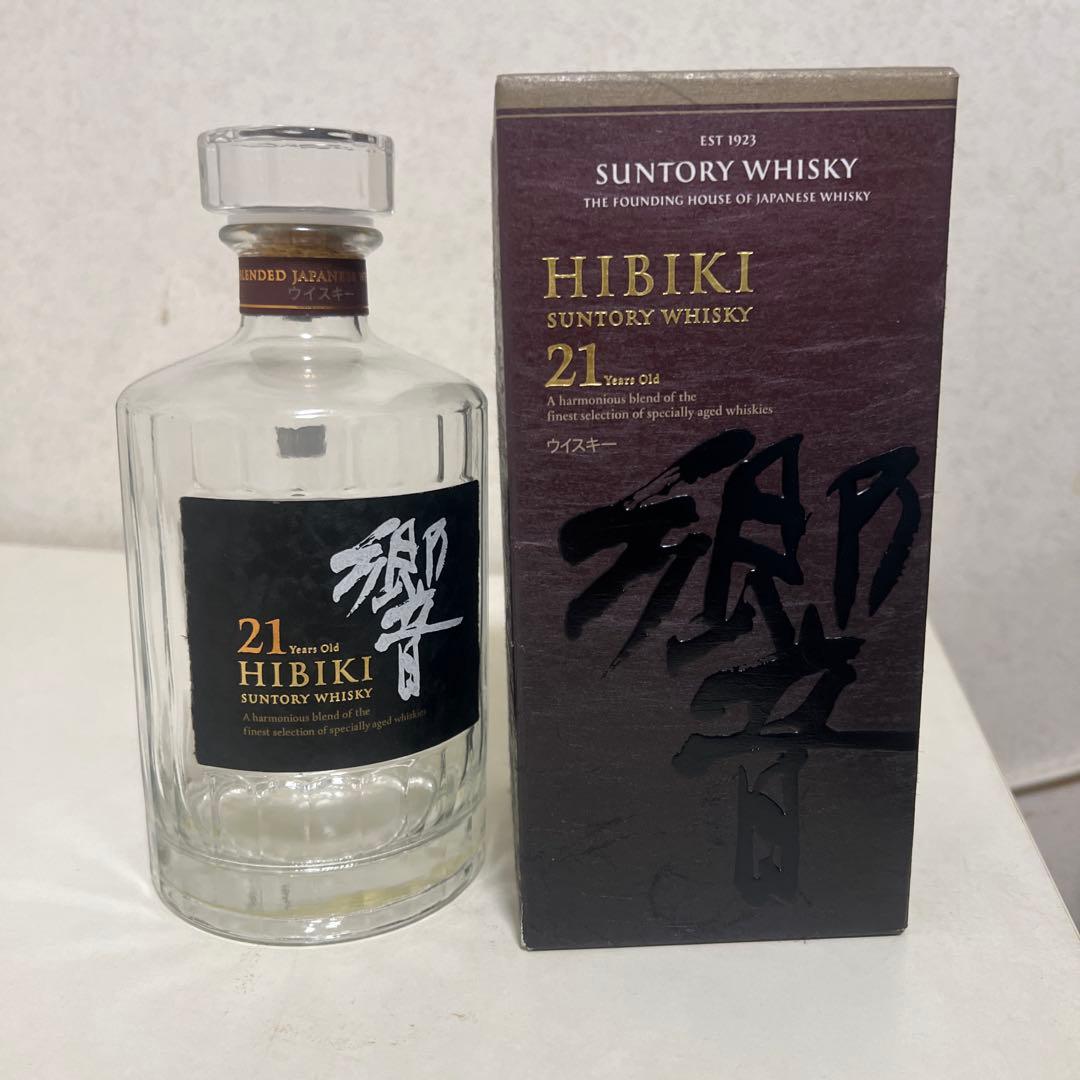 BLENDED JAPANESE W
ウイスキー
響
21 Years Old
HIBIKI
SUNTORY WHISKY
A harmonious blend of the
finest selection of specially aged whiskies
EST 1923
SUNTORY WHISKY
THE FOUNDING HOUSE OF JAPANESE WHISKY
HIBIKI
SUNTORY WHISKY
21 Years Old
A harmonious blend of the
finest selection of specially aged whiskies
ウイスキー
響